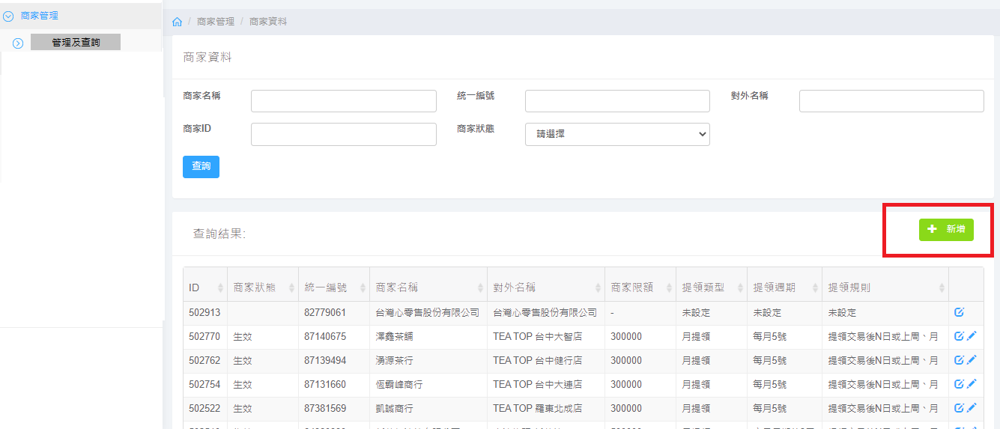 商家管理
管理及查詢
/ 商家管理 / 商家資料
商家資料
商家名稱 統一編號 對外名稱
商家ID 商家狀態 請選擇
查詢
查詢結果: 新增
ID 商家狀態 統一編號 商家名稱 對外名稱 商家限額 提領類型 提領週期 提領規則
502913 82779061 台灣心零售股份有限公司 台灣心零售股份有限公司 - 未設定 未設定 未設定
502770 生效 87140675 澤鑫茶舖 TEA TOP 台中大智店 300000 月提領 每月5號 提領交易後N日或上周、月
502762 生效 87139494 湧源茶行 TEA TOP 台中健行店 300000 月提領 每月5號 提領交易後N日或上周、月
502754 生效 87131660 恆霸峰商行 TEA TOP 台中大連店 300000 月提領 每月5號 提領交易後N日或上周、月
502522 生效 87381569 凱誠商行 TEA TOP 羅東北成店 300000 月提領 每月5號 提領交易後N日或上周、月